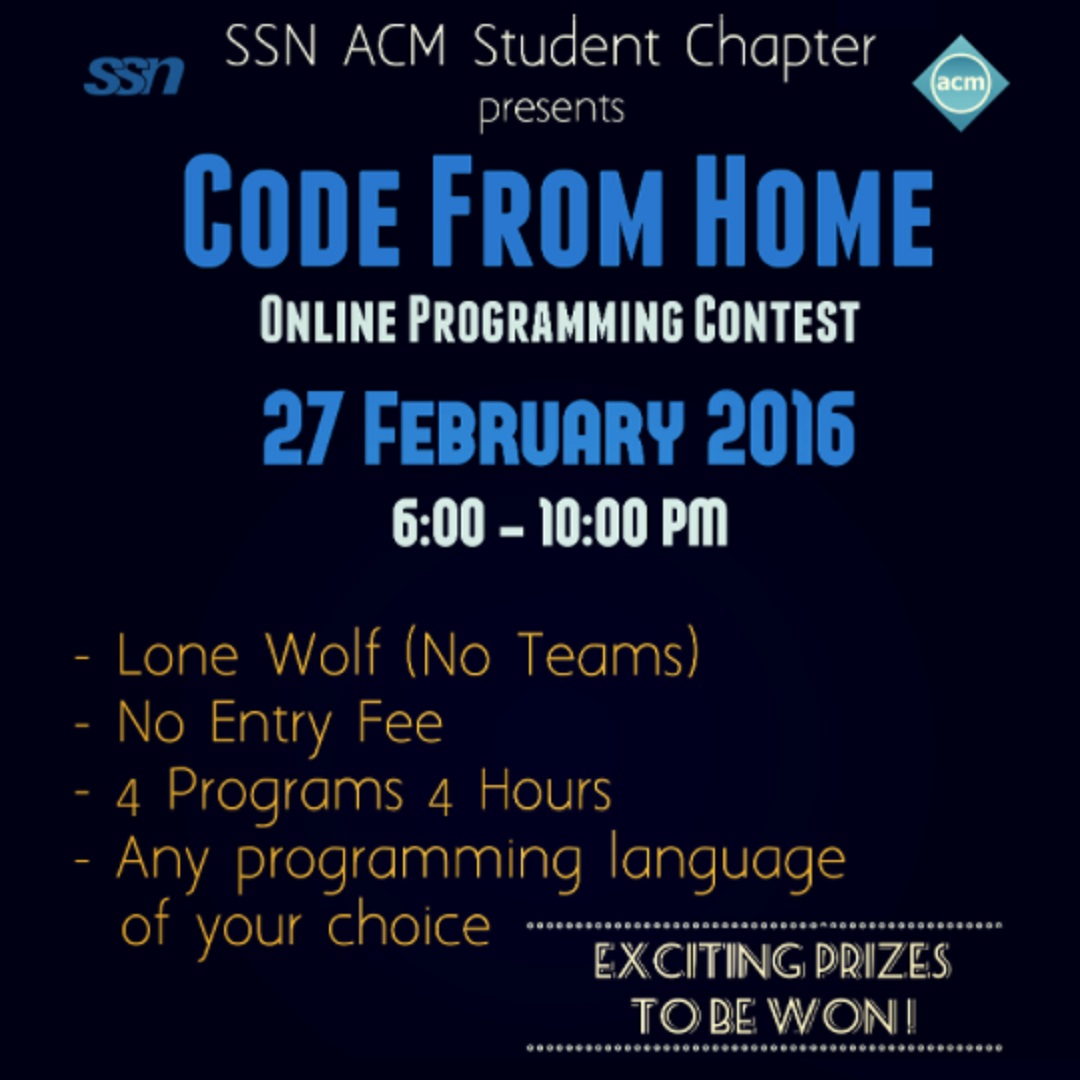 SSN ACM Student Chapter
ssn
acm
presents
CODE FROM HOME
ONLINE PROGRAMMING CONTEST
27 FEBRUARY 2016
6:00 – 10:00 PM
- Lone Wolf (No Teams)
- No Entry Fee
- 4 Programs 4 Hours
- Any programming language
of your choice
EXCITING PRIZES
TO BE WON!